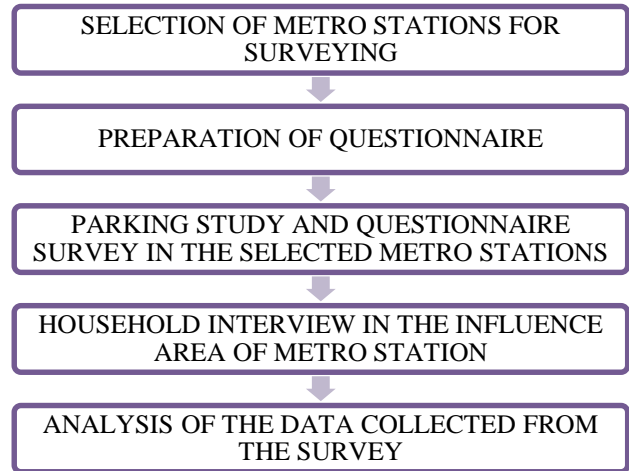 SELECTION OF METRO STATIONS FOR
SURVEYING
PREPARATION OF QUESTIONNAIRE
PARKING STUDY AND QUESTIONNAIRE
SURVEY IN THE SELECTED METRO STATIONS
HOUSEHOLD INTERVIEW IN THE INFLUENCE
AREA OF METRO STATION
ANALYSIS OF THE DATA COLLECTED FROM
THE SURVEY